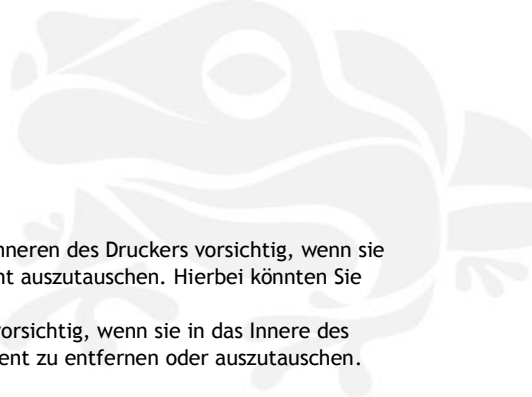 nneren des Druckers vorsichtig, wenn sie
nt auszutauschen. Hierbei könnten Sie
vorsichtig, wenn sie in das Innere des
ent zu entfernen oder auszutauschen.